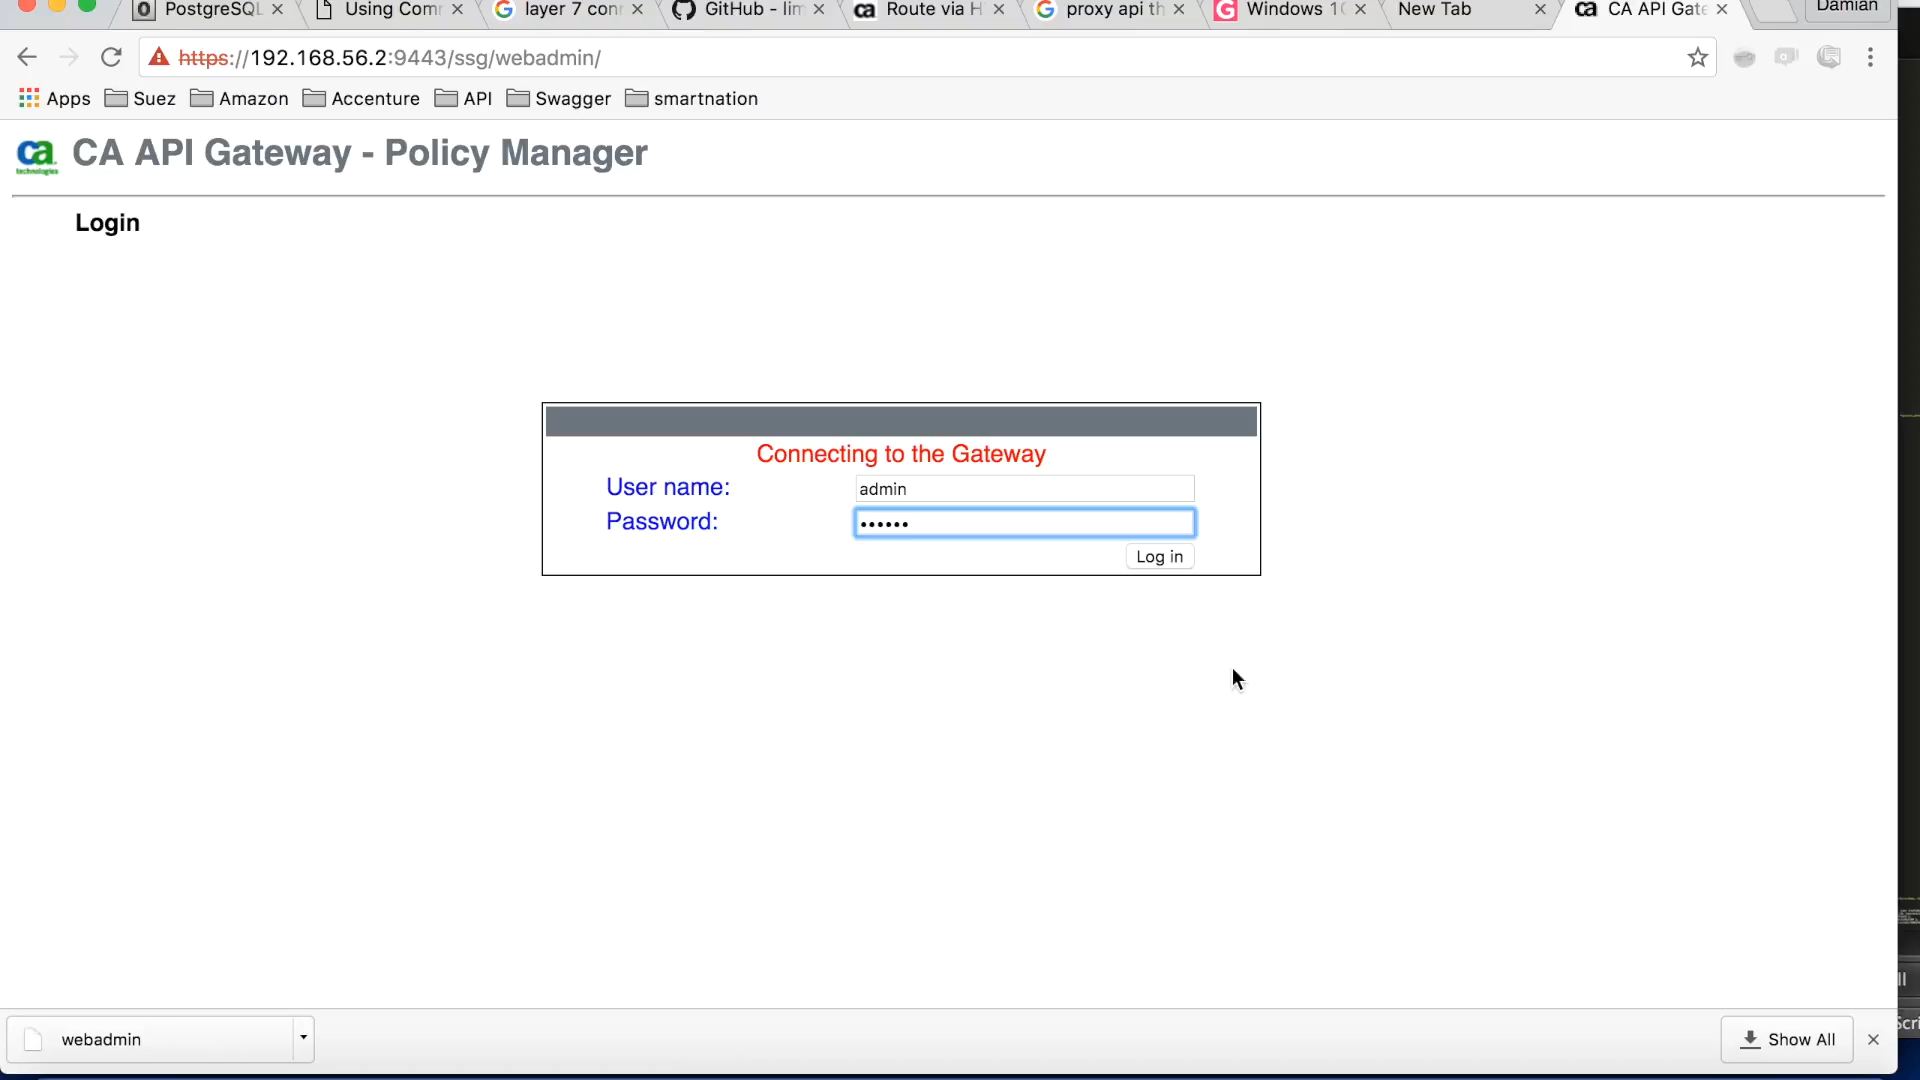 PostgreSQL
Using Com
layer 7 con
GitHub - lim
Route via H
proxy api th
Windows 1
New Tab
CA API Gate
Damian
https://192.168.56.2:9443/ssg/webadmin/
Apps
Suez
Amazon
Accenture
API
Swagger
smartnation
ca technologies
CA API Gateway - Policy Manager
Login
Connecting to the Gateway
User name:
admin
Password:
••••••
Log in
webadmin
Show All